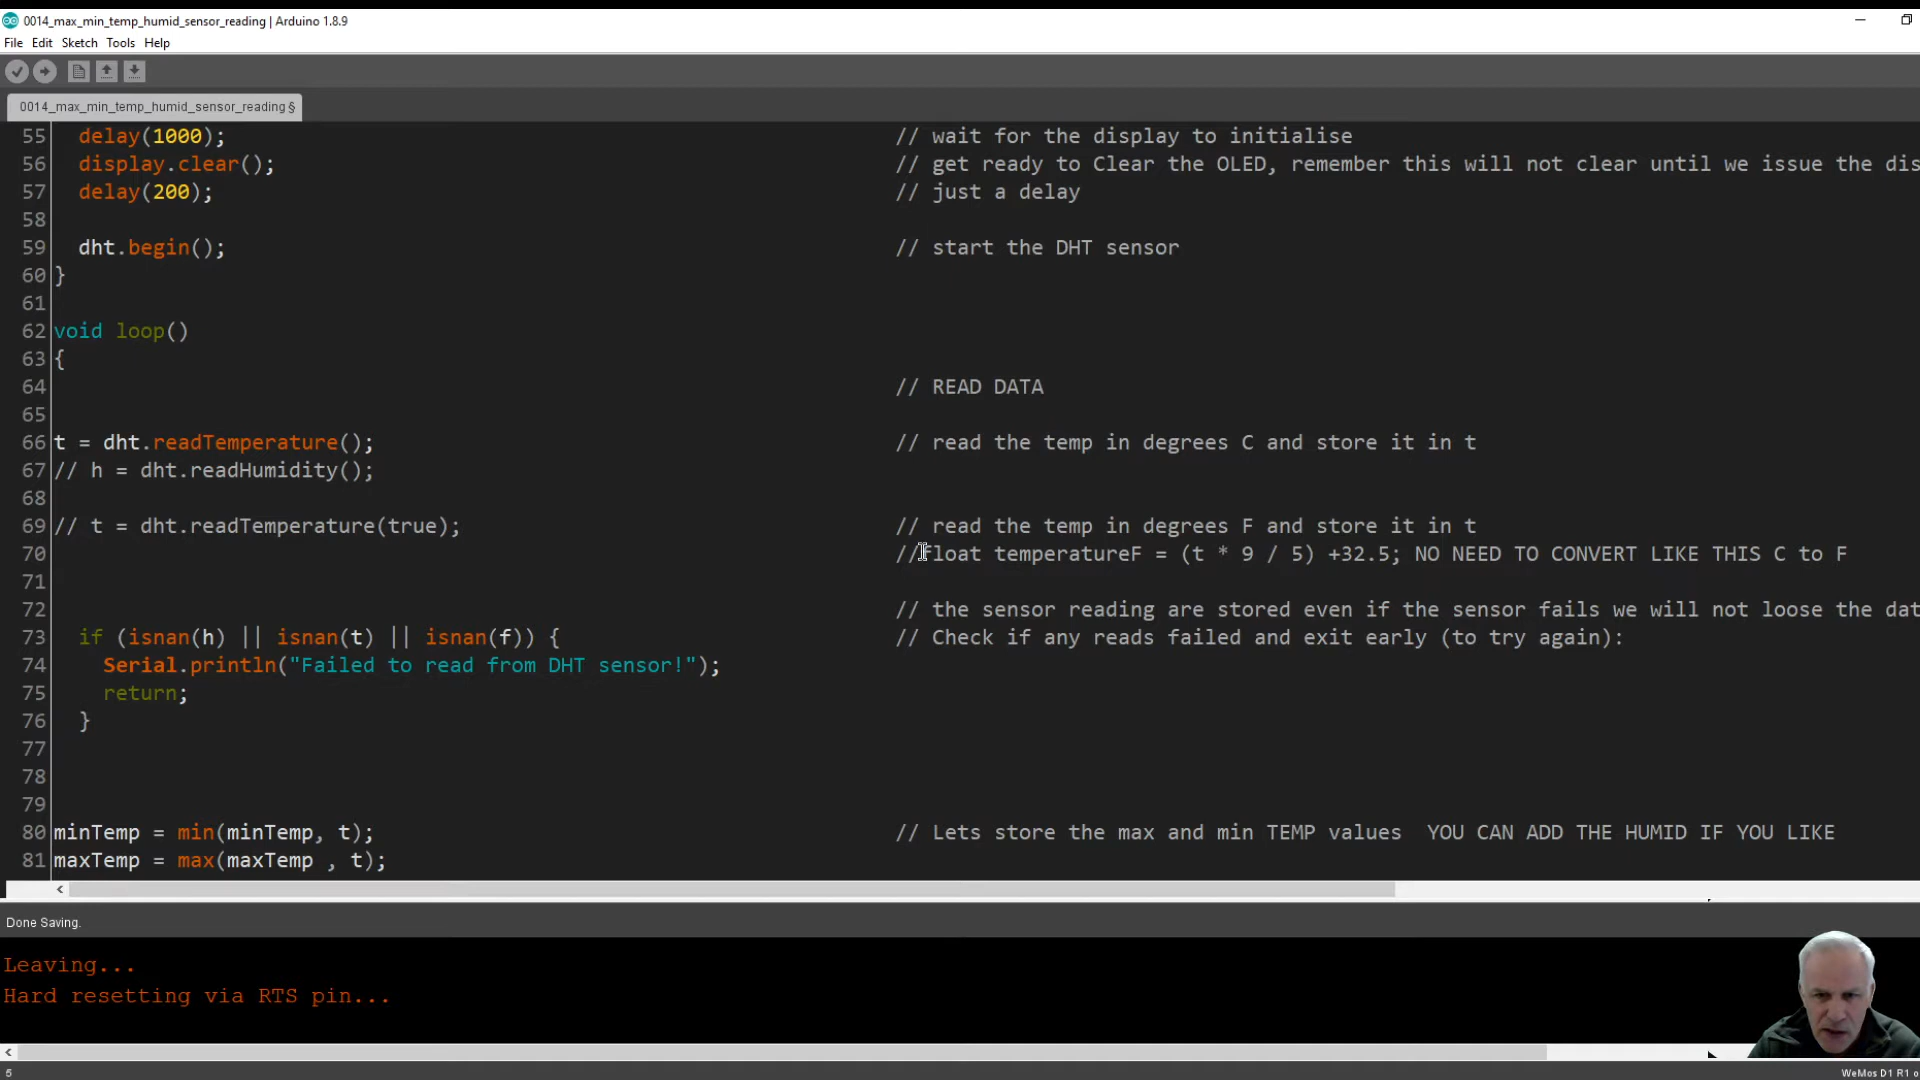 0014_max_min_temp_humid_sensor_reading | Arduino 1.8.9
File Edit Sketch Tools Help
0014_max_min_temp_humid_sensor_reading §
55 delay(1000); // wait for the display to initialise
56 display.clear(); // get ready to Clear the OLED, remember this will not clear until we issue the dis
57 delay(200); // just a delay
58
59 dht.begin(); // start the DHT sensor
60 }
61
62 void loop()
63 {
64 // READ DATA
65
66 t = dht.readTemperature(); // read the temp in degrees C and store it in t
67 // h = dht.readHumidity();
68
69 // t = dht.readTemperature(true); // read the temp in degrees F and store it in t
70 //float temperatureF = (t * 9 / 5) +32.5; NO NEED TO CONVERT LIKE THIS C to F
71
72 // the sensor reading are stored even if the sensor fails we will not loose the dat
73 if (isnan(h) || isnan(t) || isnan(f)) { // Check if any reads failed and exit early (to try again):
74 Serial.println("Failed to read from DHT sensor!");
75 return;
76 }
77
78
79
80 minTemp = min(minTemp, t); // Lets store the max and min TEMP values YOU CAN ADD THE HUMID IF YOU LIKE
81 maxTemp = max(maxTemp , t);
Done Saving.
Leaving...
Hard resetting via RTS pin...
5 WeMos D1 R1 o